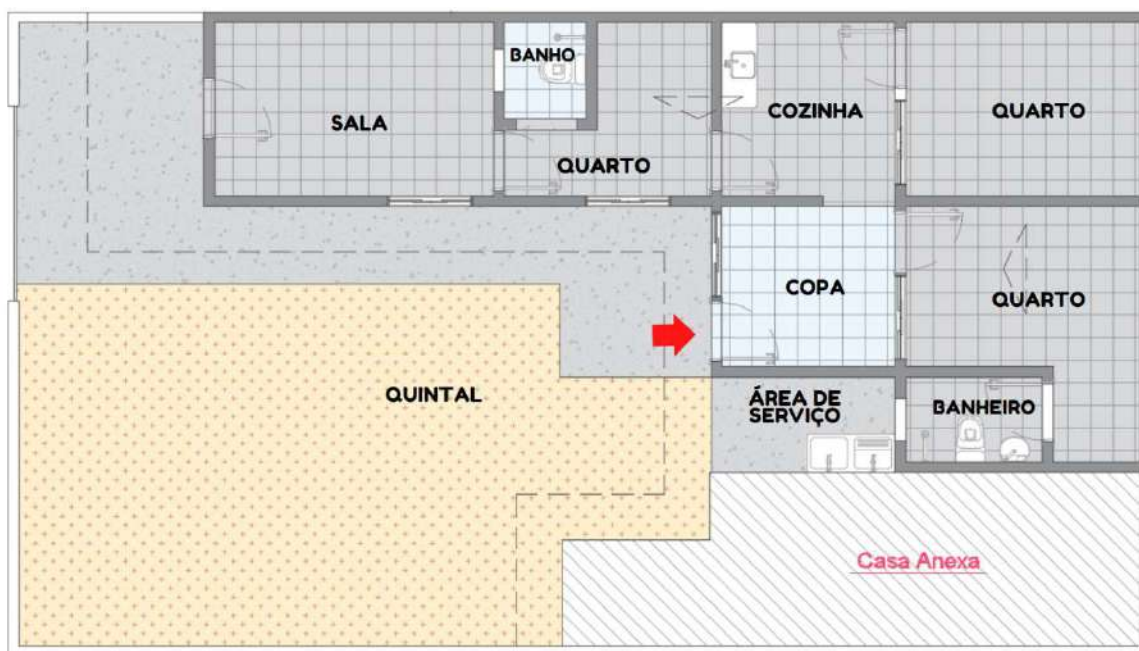 BANHO
SALA
COZINHA
QUARTO
QUARTO
COPA
QUARTO
QUINTAL
ÁREA DE
SERVIÇO
BANHEIRO
Casa Anexa